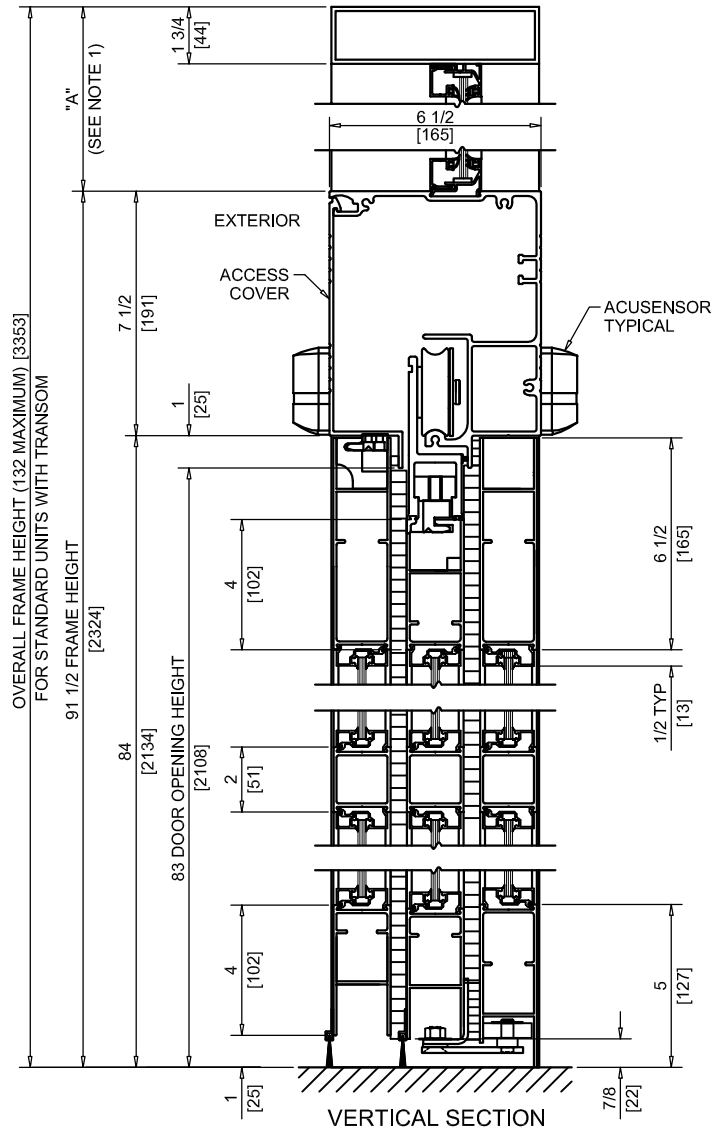 1 3/4
[44]
"A"
(SEE NOTE 1)
6 1/2
[165]
EXTERIOR
ACCESS
COVER
ACUSENSOR
TYPICAL
7 1/2
[191]
1
[25]
OVERALL FRAME HEIGHT (132 MAXIMUM) [3353]
FOR STANDARD UNITS WITH TRANSOM
91 1/2 FRAME HEIGHT
[2324]
84
[2134]
83 DOOR OPENING HEIGHT
[2108]
4
[102]
6 1/2
[165]
1/2 TYP
[13]
2
[51]
4
[102]
5
[127]
1
[25]
7/8
[22]
VERTICAL SECTION